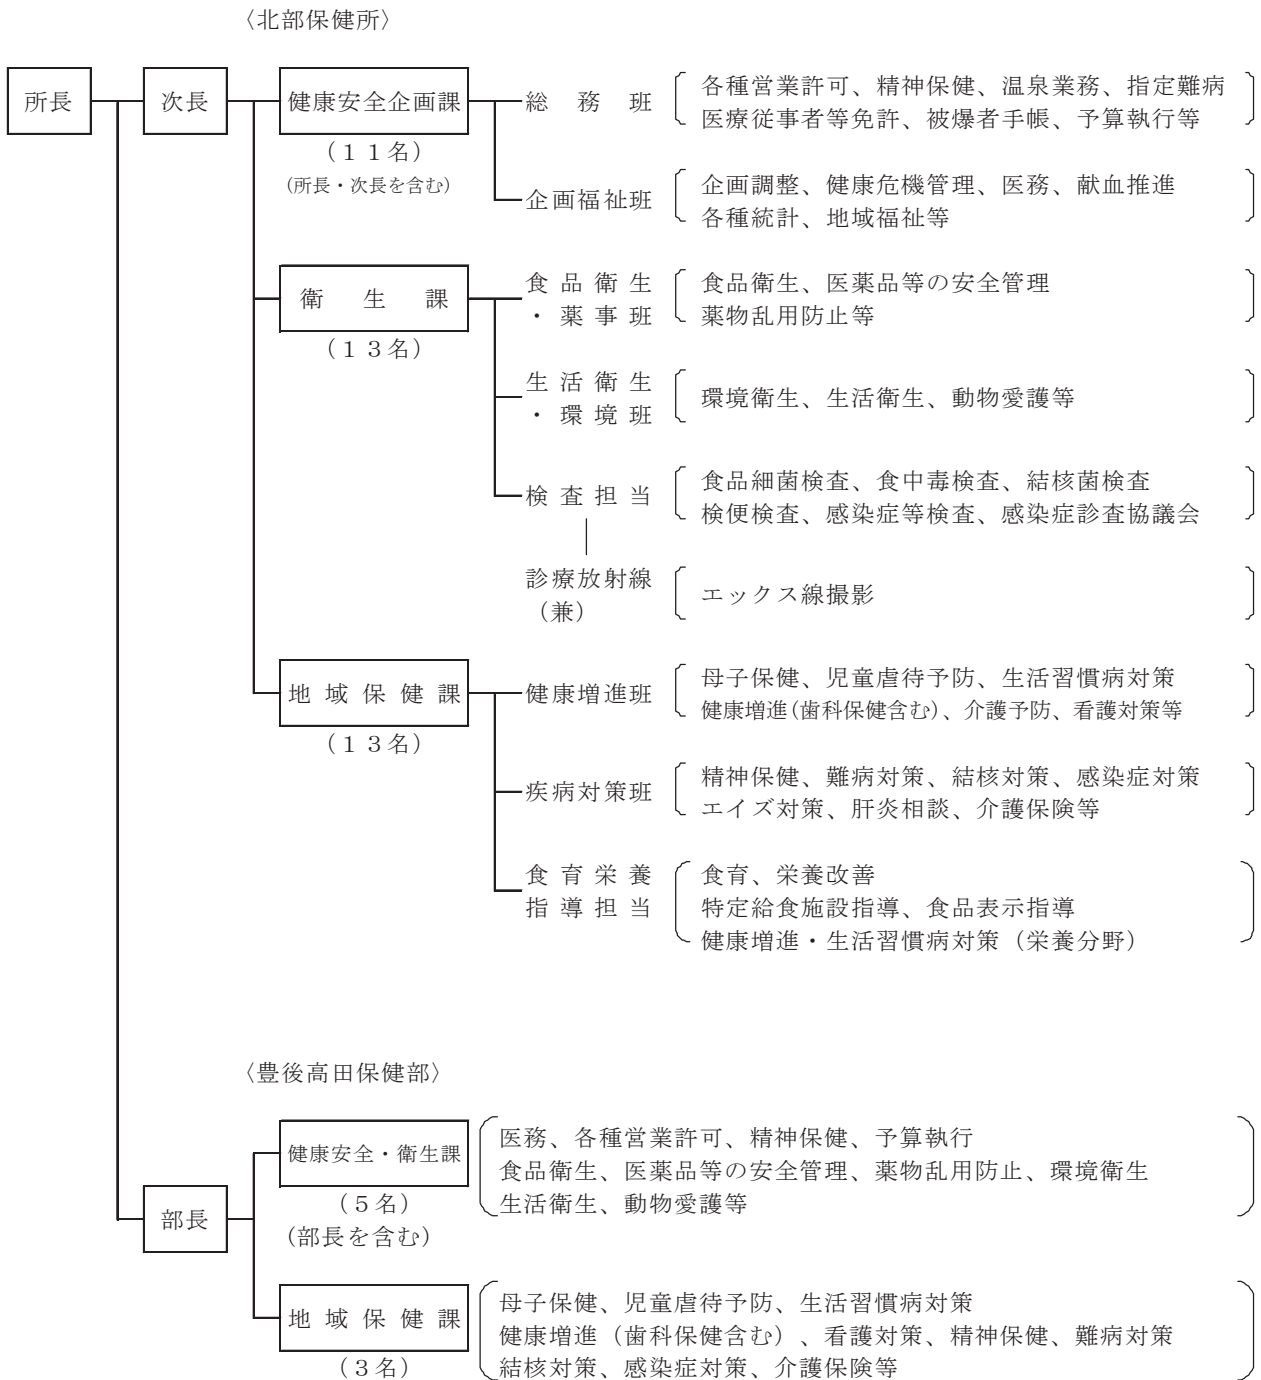 〈北部保健所〉
所長
次長
健康安全企画課
(11名)
(所長・次長を含む)
総務班
各種営業許可、精神保健、温泉業務、指定難病
医療従事者等免許、被爆者手帳、予算執行等
企画福祉班
企画調整、健康危機管理、医務、献血推進
各種統計、地域福祉等
衛生課
(13名)
食品衛生
・薬事班
食品衛生、医薬品等の安全管理
薬物乱用防止等
生活衛生
・環境班
環境衛生、生活衛生、動物愛護等
検査担当
食品細菌検査、食中毒検査、結核菌検査
検便検査、感染症等検査、感染症診査協議会
診療放射線
(兼)
エックス線撮影
地域保健課
(13名)
健康増進班
母子保健、児童虐待予防、生活習慣病対策
健康増進(歯科保健含む)、介護予防、看護対策等
疾病対策班
精神保健、難病対策、結核対策、感染症対策
エイズ対策、肝炎相談、介護保険等
食育栄養
指導担当
食育、栄養改善
特定給食施設指導、食品表示指導
健康増進・生活習慣病対策(栄養分野)
〈豊後高田保健部〉
部長
健康安全・衛生課
(5名)
(部長を含む)
医務、各種営業許可、精神保健、予算執行
食品衛生、医薬品等の安全管理、薬物乱用防止、環境衛生
生活衛生、動物愛護等
地域保健課
(3名)
母子保健、児童虐待予防、生活習慣病対策
健康増進(歯科保健含む)、看護対策、精神保健、難病対策
結核対策、感染症対策、介護保険等